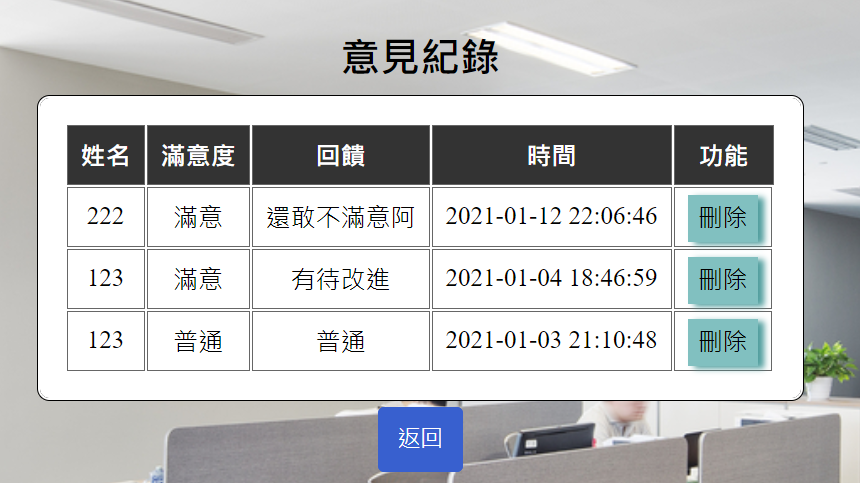 意見紀錄
姓名 滿意度 回饋 時間 功能
222 滿意 還敢不滿意阿 2021-01-12 22:06:46 刪除
123 滿意 有待改進 2021-01-04 18:46:59 刪除
123 普通 普通 2021-01-03 21:10:48 刪除
返回